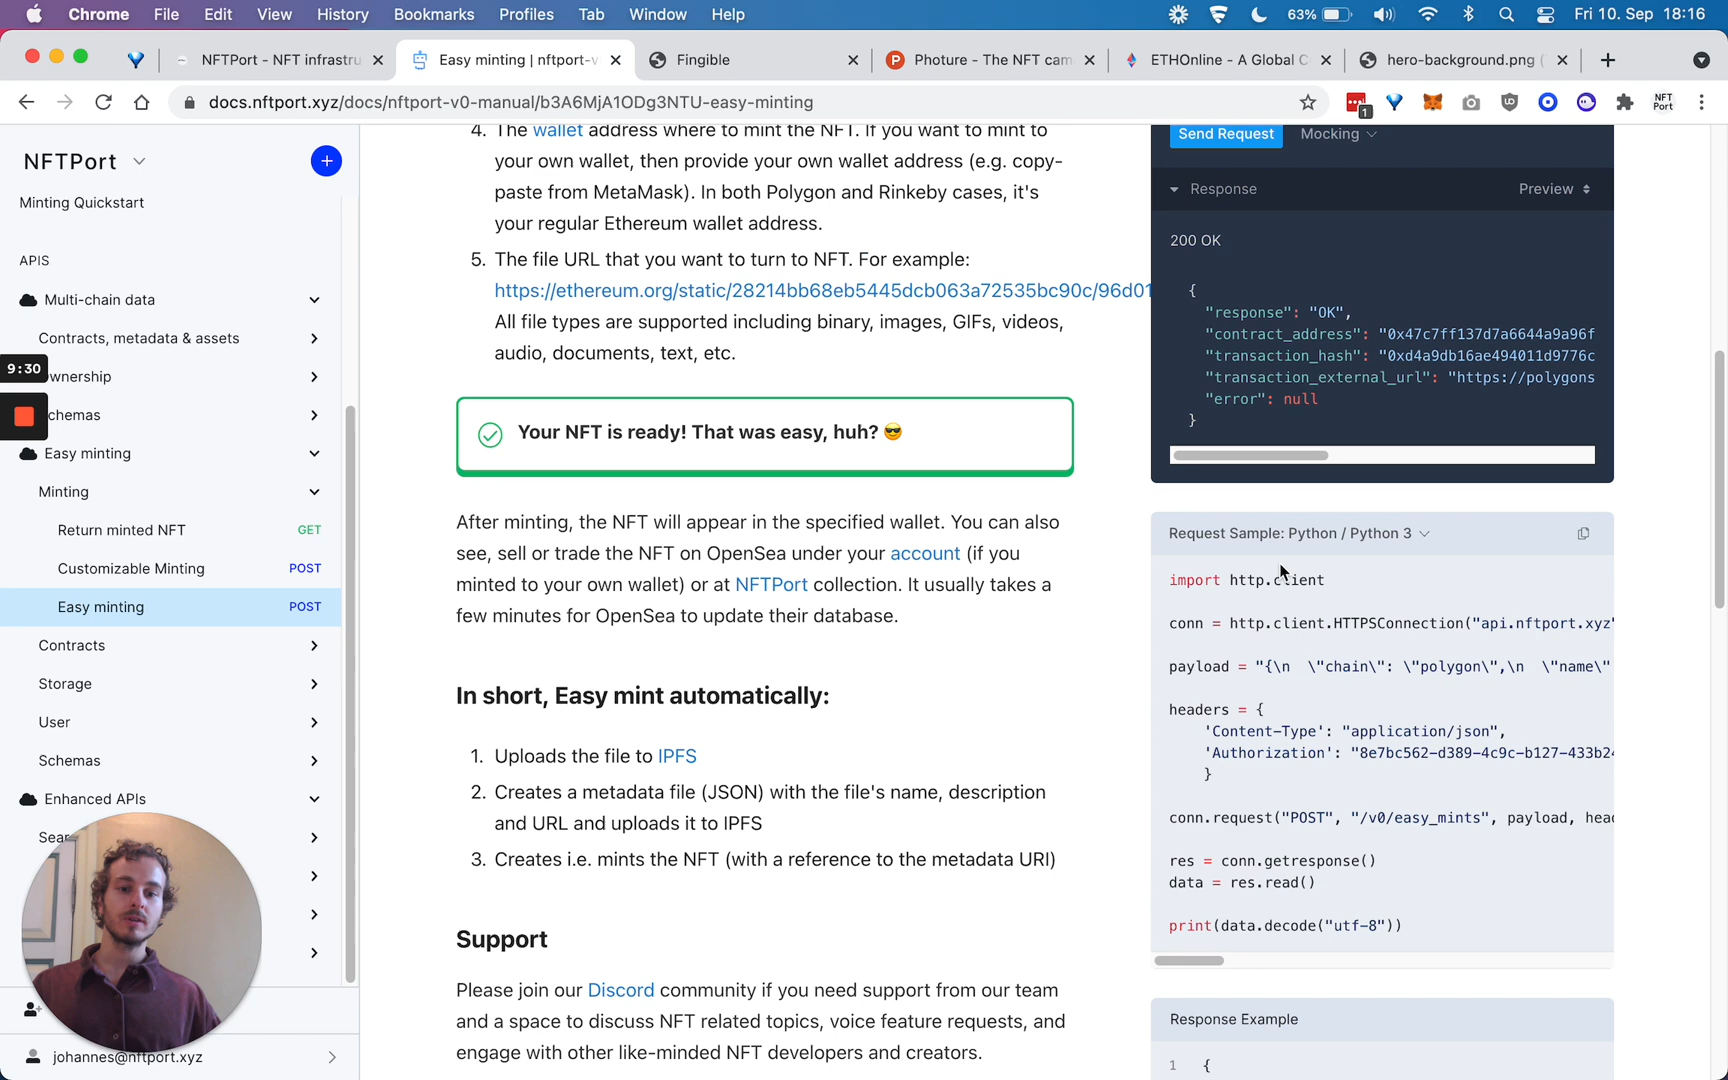 Chrome File Edit View History Bookmarks Profiles Tab Window Help 63% Fri 10. Sep 18:16
NFTPort - NFT infrastru Easy minting | nftport-v Fingible Photure - The NFT cam ETHOnline - A Global C hero-background.png (
docs.nftport.xyz/docs/nftport-v0-manual/b3A6MjA1ODg3NTU-easy-minting
1 NFT Port
NFTPort
Minting Quickstart
APIS
Multi-chain data
Contracts, metadata & assets
9:30
wnership
chemas
Easy minting
Minting
Return minted NFT GET
Customizable Minting POST
Easy minting POST
Contracts
Storage
User
Schemas
Enhanced APIs
Sear
johannes@nftport.xyz
4. The wallet address where to mint the NFT. If you want to mint to
your own wallet, then provide your own wallet address (e.g. copy-
paste from MetaMask). In both Polygon and Rinkeby cases, it's
your regular Ethereum wallet address.
5. The file URL that you want to turn to NFT. For example:
https://ethereum.org/static/28214bb68eb5445dcb063a72535bc90c/96d01
All file types are supported including binary, images, GIFs, videos,
audio, documents, text, etc.
Your NFT is ready! That was easy, huh? 😎
After minting, the NFT will appear in the specified wallet. You can also
see, sell or trade the NFT on OpenSea under your account (if you
minted to your own wallet) or at NFTPort collection. It usually takes a
few minutes for OpenSea to update their database.
In short, Easy mint automatically:
1. Uploads the file to IPFS
2. Creates a metadata file (JSON) with the file's name, description
and URL and uploads it to IPFS
3. Creates i.e. mints the NFT (with a reference to the metadata URI)
Support
Please join our Discord community if you need support from our team
and a space to discuss NFT related topics, voice feature requests, and
engage with other like-minded NFT developers and creators.
Send Request Mocking
Response Preview
200 OK
{
"response": "OK",
"contract_address": "0x47c7ff137d7a6644a9a96f
"transaction_hash": "0xd4a9db16ae494011d9776c
"transaction_external_url": "https://polygons
"error": null
}
Request Sample: Python / Python 3
import http.client
conn = http.client.HTTPSConnection("api.nftport.xyz"
payload = "{\n \"chain\": \"polygon\",\n \"name\"
headers = {
'Content-Type': "application/json",
'Authorization': "8e7bc562-d389-4c9c-b127-433b24
}
conn.request("POST", "/v0/easy_mints", payload, head
res = conn.getresponse()
data = res.read()
print(data.decode("utf-8"))
Response Example
1 {